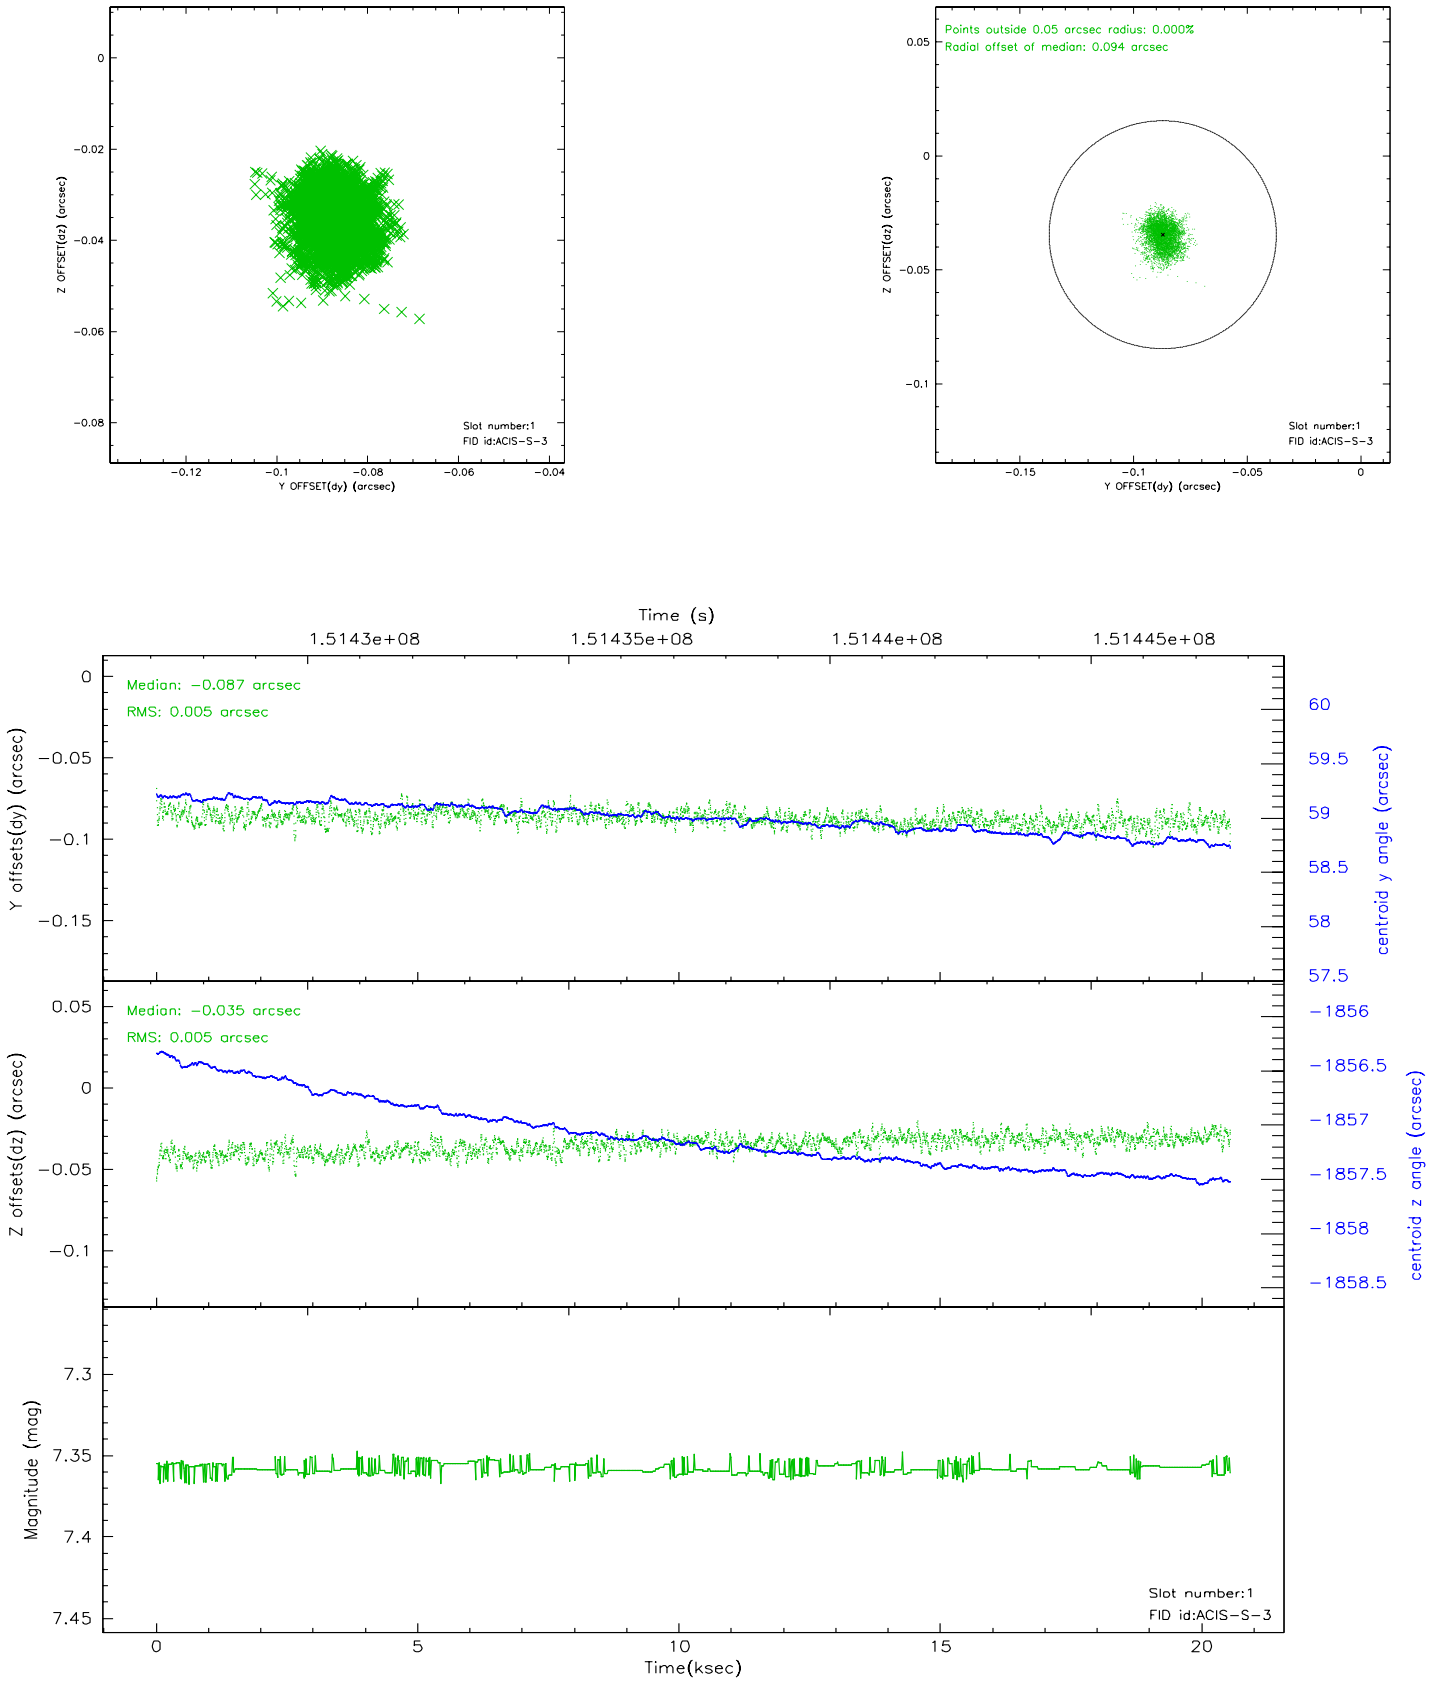 0
−0.02
−0.04
−0.06
−0.08
Z OFFSET(dz) (arcsec)
Slot number:1
FID id:ACIS−S−3
−0.12 −0.1 −0.08 −0.06 −0.04
Y OFFSET(dy) (arcsec)
Points outside 0.05 arcsec radius: 0.000%
Radial offset of median: 0.094 arcsec
0.05
0
−0.05
−0.1
Z OFFSET(dz) (arcsec)
Slot number:1
FID id:ACIS−S−3
−0.15 −0.1 −0.05 0
Y OFFSET(dy) (arcsec)
Time (s)
1.5143e+08 1.51435e+08 1.5144e+08 1.51445e+08
Median: −0.087 arcsec
RMS: 0.005 arcsec
0
−0.05
−0.1
−0.15
Y offsets(dy) (arcsec)
60
59.5
59
58.5
58
57.5
centroid y angle (arcsec)
Median: −0.035 arcsec
RMS: 0.005 arcsec
0.05
0
−0.05
−0.1
Z offsets(dz) (arcsec)
−1856
−1856.5
−1857
−1857.5
−1858
−1858.5
centroid z angle (arcsec)
7.3
7.35
7.4
7.45
Magnitude (mag)
Slot number:1
FID id:ACIS−S−3
0 5 10 15 20
Time(ksec)